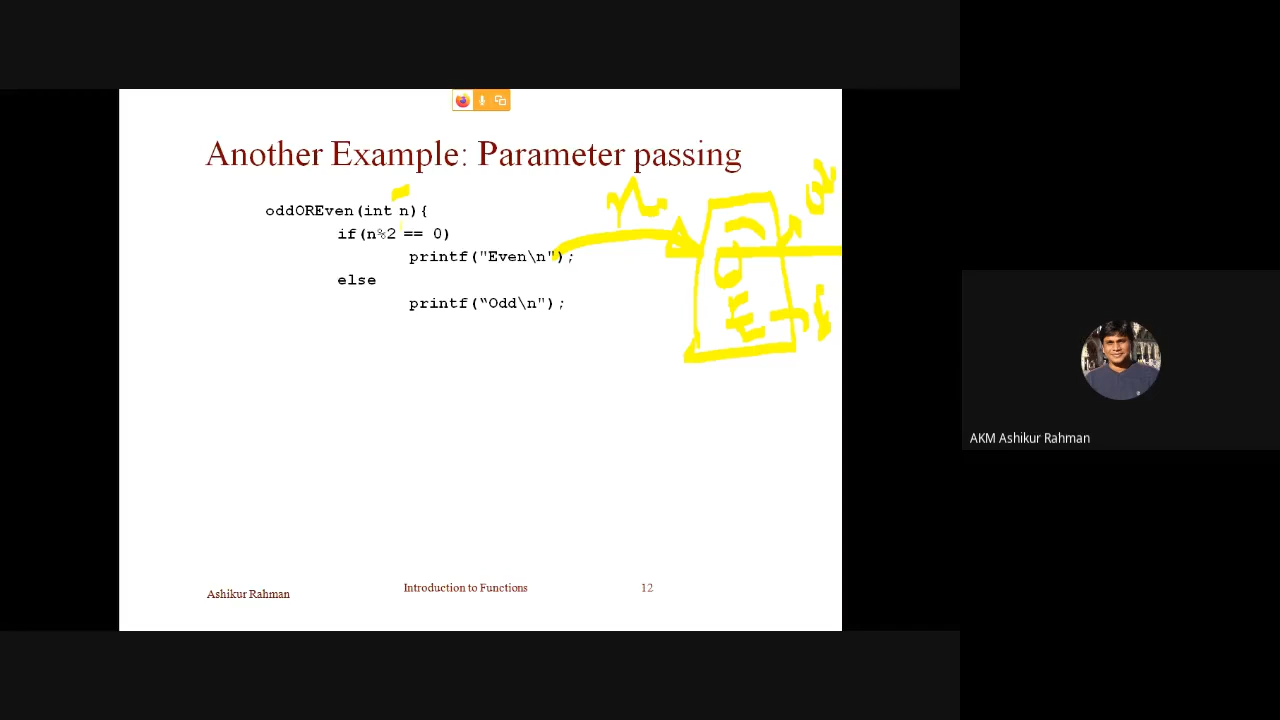 Another Example: Parameter passing
oddOREven(int n){
if(n%2 == 0)
printf("Even\n");
else
printf(“Odd\n");
n
Ashikur Rahman
Introduction to Functions
12
AKM Ashikur Rahman